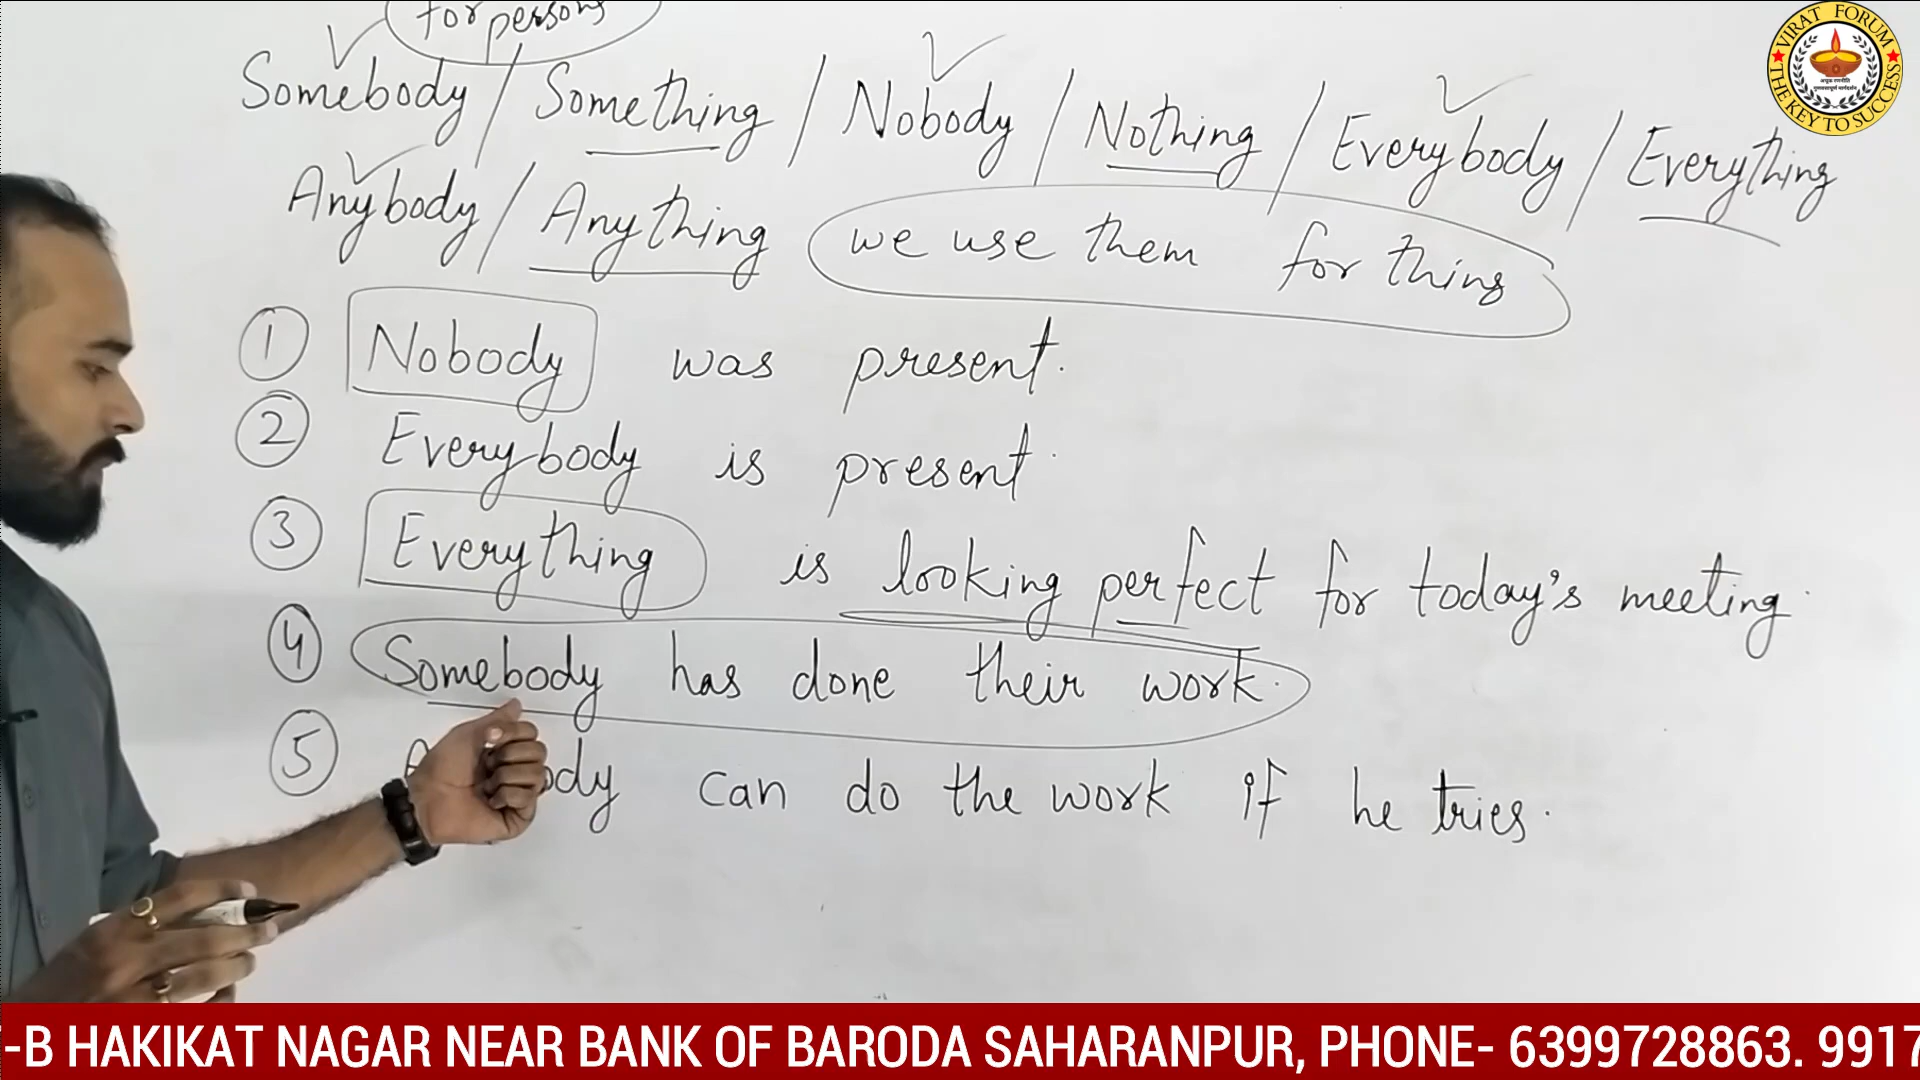 for persons
Somebody / Something / Nobody / Nothing / Everybody / Everything
Anybody / Anything we use them for thing
① Nobody was present.
② Everybody is present.
③ Everything is looking perfect for today's meeting.
④ Somebody has done their work.
⑤ can do the work if he tries.
VIRAT FORUM
THE KEY TO SUCCESS
-B HAKIKAT NAGAR NEAR BANK OF BARODA SAHARANPUR, PHONE- 6399728863. 9917